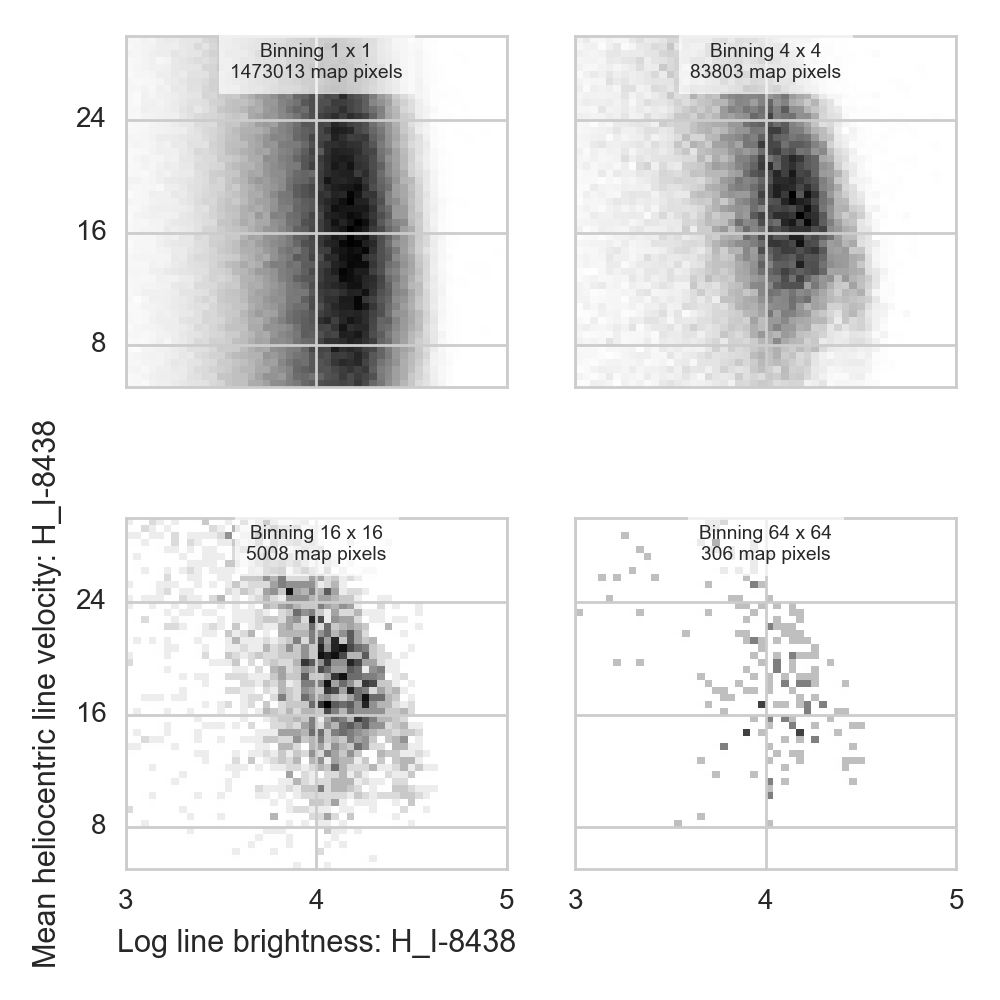 Binning 1 x 1
1473013 map pixels
Binning 4 x 4
83803 map pixels
24
16
8
Binning 16 x 16
5008 map pixels
Binning 64 x 64
306 map pixels
24
16
8
3
4
5
3
4
5
Log line brightness: H_I-8438
Mean heliocentric line velocity: H_I-8438